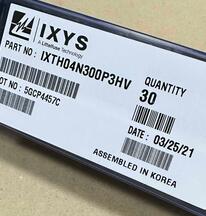 IXYS
A Littelfuse Technology
PART NO : IXTH04N300P3HV
QUANTITY
30
LOT NO : 5GCP4457C
DATE : 03/25/21
ASSEMBLED IN KOREA